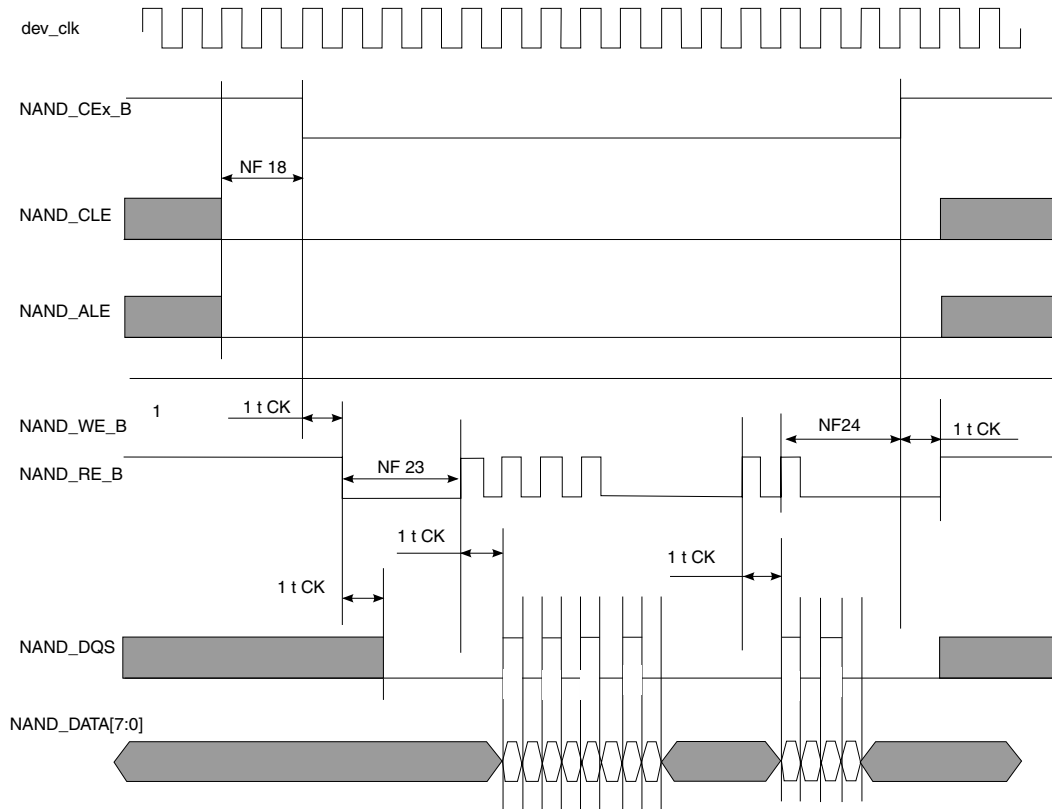 dev_clk
NAND_CEx_B
NF 18
NAND_CLE
NAND_ALE
1
1 t CK
NAND_WE_B
NF24
1 t CK
NF 23
NAND_RE_B
1 t CK
1 t CK
1 t CK
NAND_DQS
NAND_DATA[7:0]